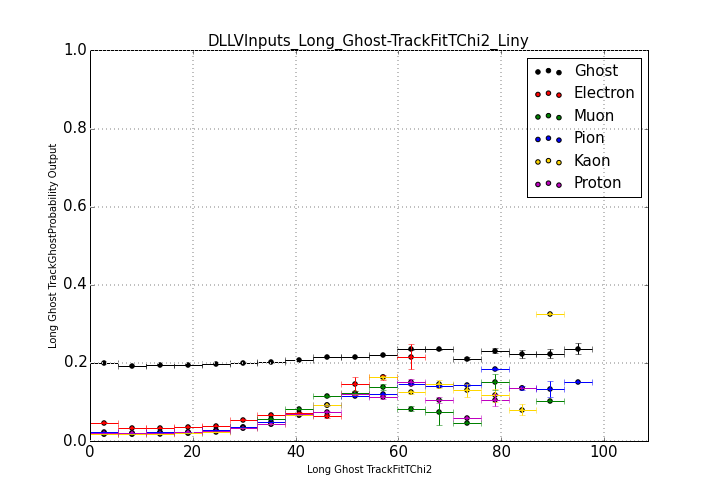 DLLVInputs_Long_Ghost-TrackFitTChi2_Liny
1.0
0.8
0.6
0.4
0.2
0.0
Long Ghost TrackGhostProbability Output
Ghost
Electron
Muon
Pion
Kaon
Proton
0 20 40 60 80 100
Long Ghost TrackFitTChi2